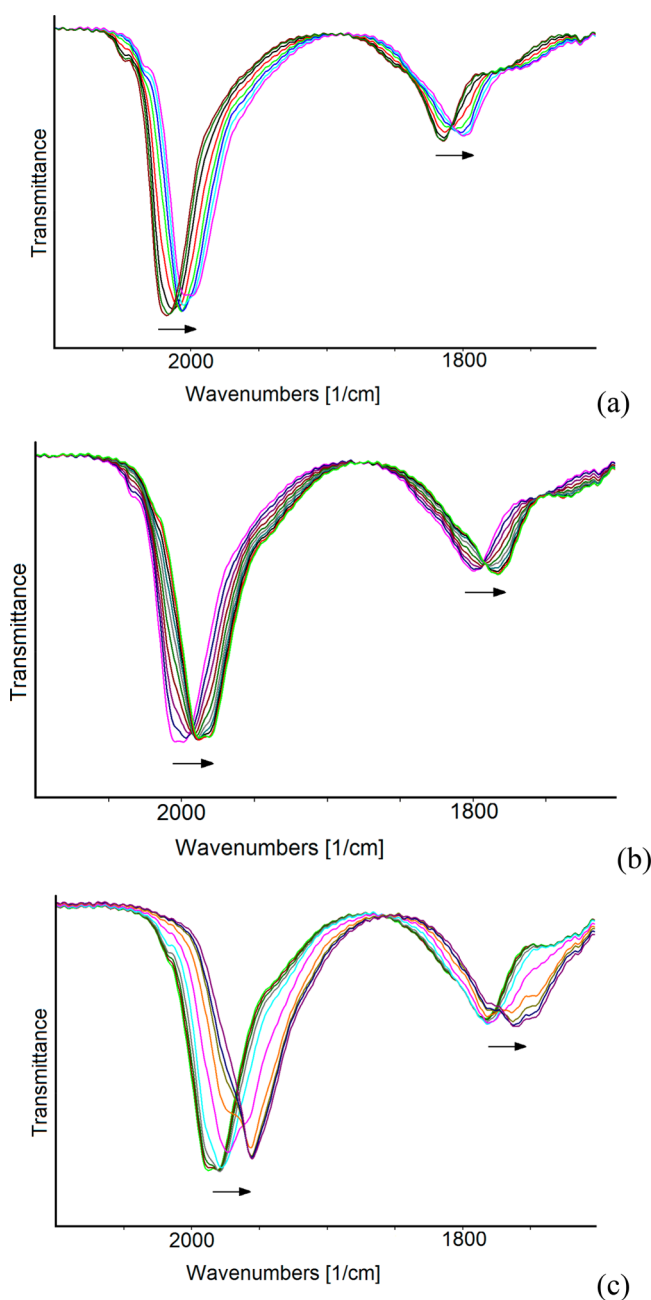 Transmittance
2000 1800
Wavenumbers [1/cm]
(a)
Transmittance
2000 1800
Wavenumbers [1/cm]
(b)
Transmittance
2000 1800
Wavenumbers [1/cm]
(c)